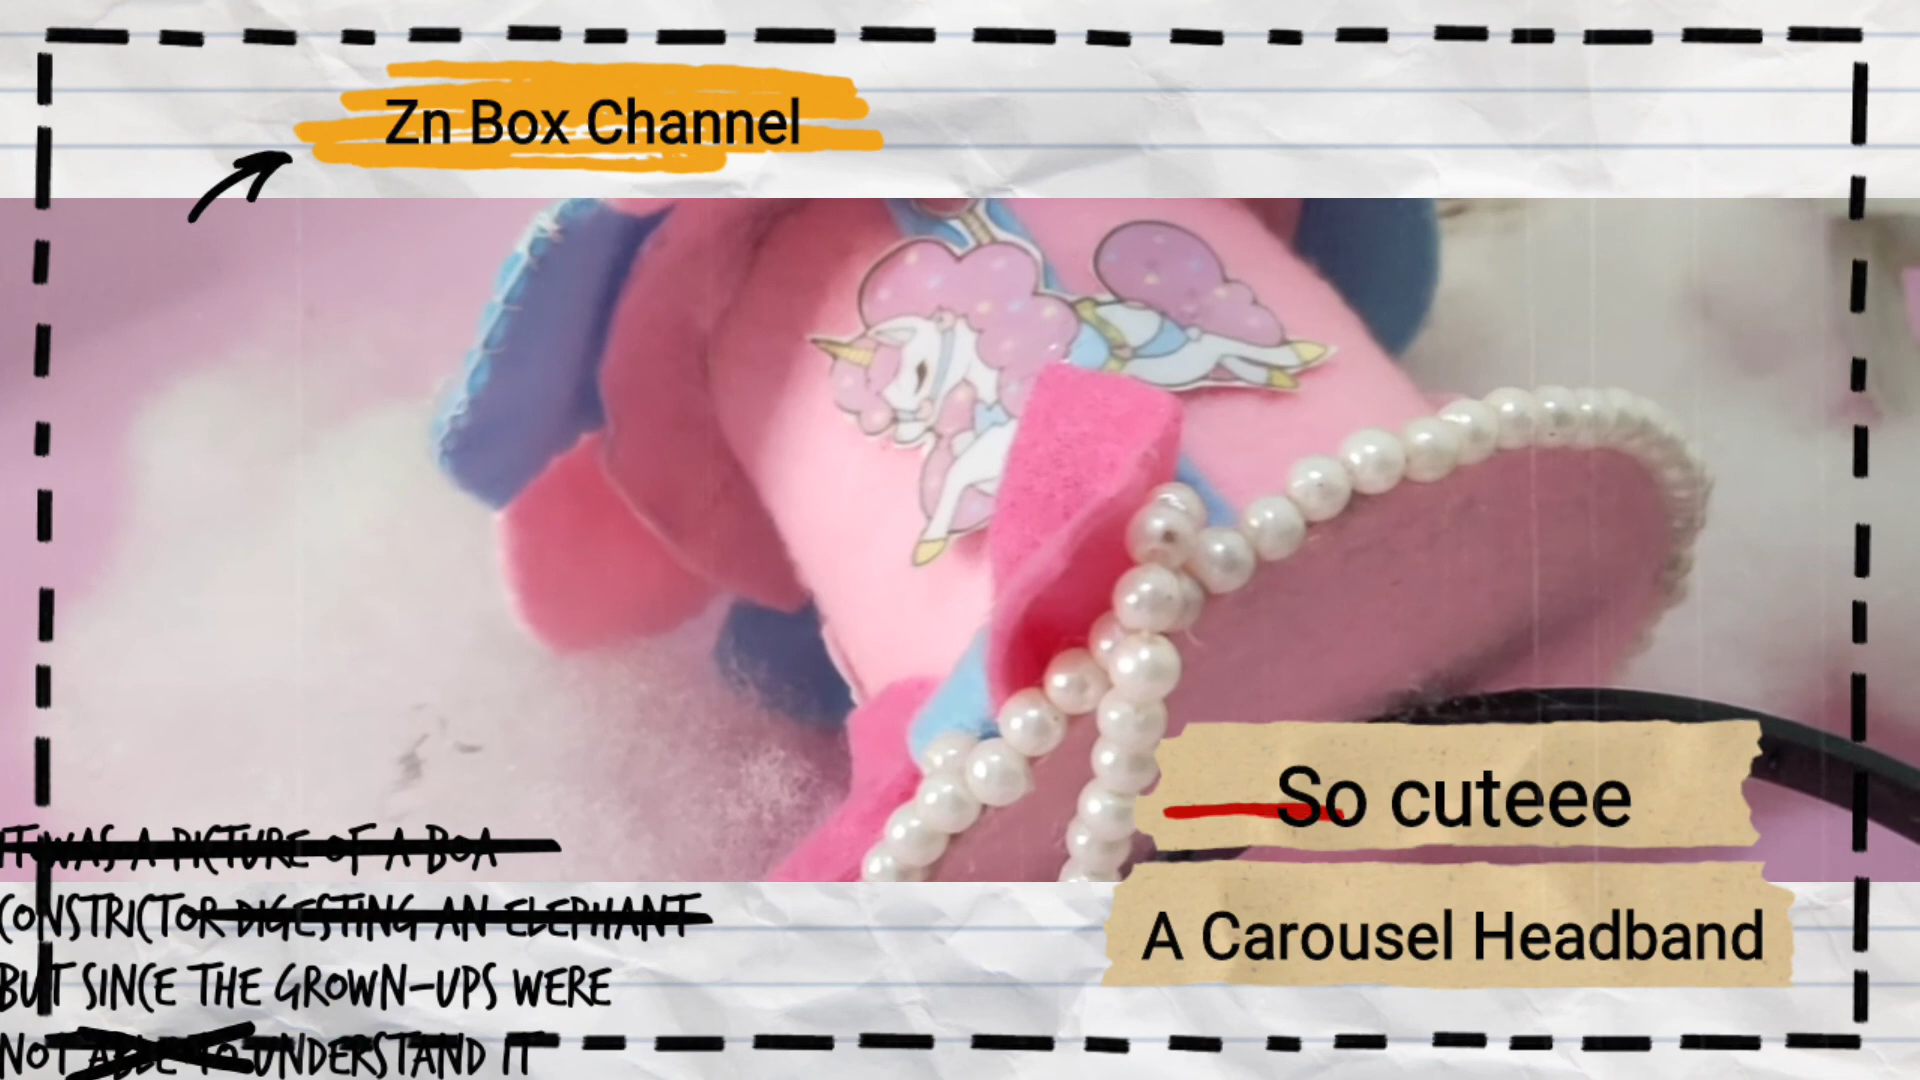 Zn Box Channel
So cuteee
A Carousel Headband
IT WAS A PICTURE OF A BOA
CONSTRICTOR DIGESTING AN ELEPHANT
BUT SINCE THE GROWN-UPS WERE
NOT ABLE TO UNDERSTAND IT